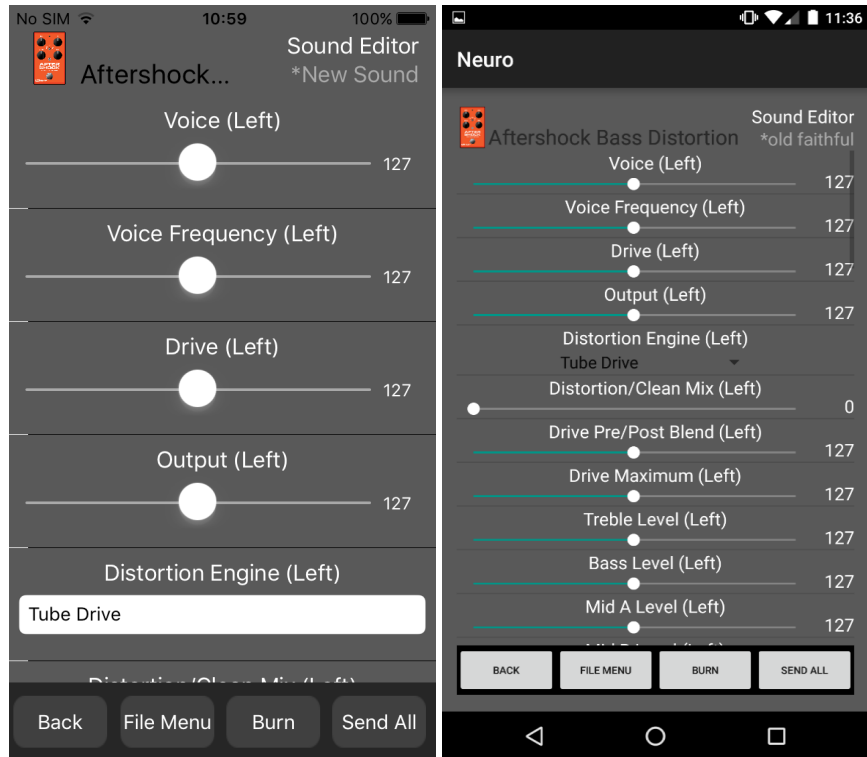 No SIM 10:59 100%
Sound Editor
Aftershock... *New Sound
Voice (Left)
127
Voice Frequency (Left)
127
Drive (Left)
127
Output (Left)
127
Distortion Engine (Left)
Tube Drive
Distortion/Clean Mix (Left)
Back File Menu Burn Send All
11:36
Neuro
Sound Editor
Aftershock Bass Distortion *old faithful
Voice (Left)
127
Voice Frequency (Left)
127
Drive (Left)
127
Output (Left)
127
Distortion Engine (Left)
Tube Drive
Distortion/Clean Mix (Left)
0
Drive Pre/Post Blend (Left)
127
Drive Maximum (Left)
127
Treble Level (Left)
127
Bass Level (Left)
127
Mid A Level (Left)
127
BACK FILE MENU BURN SEND ALL